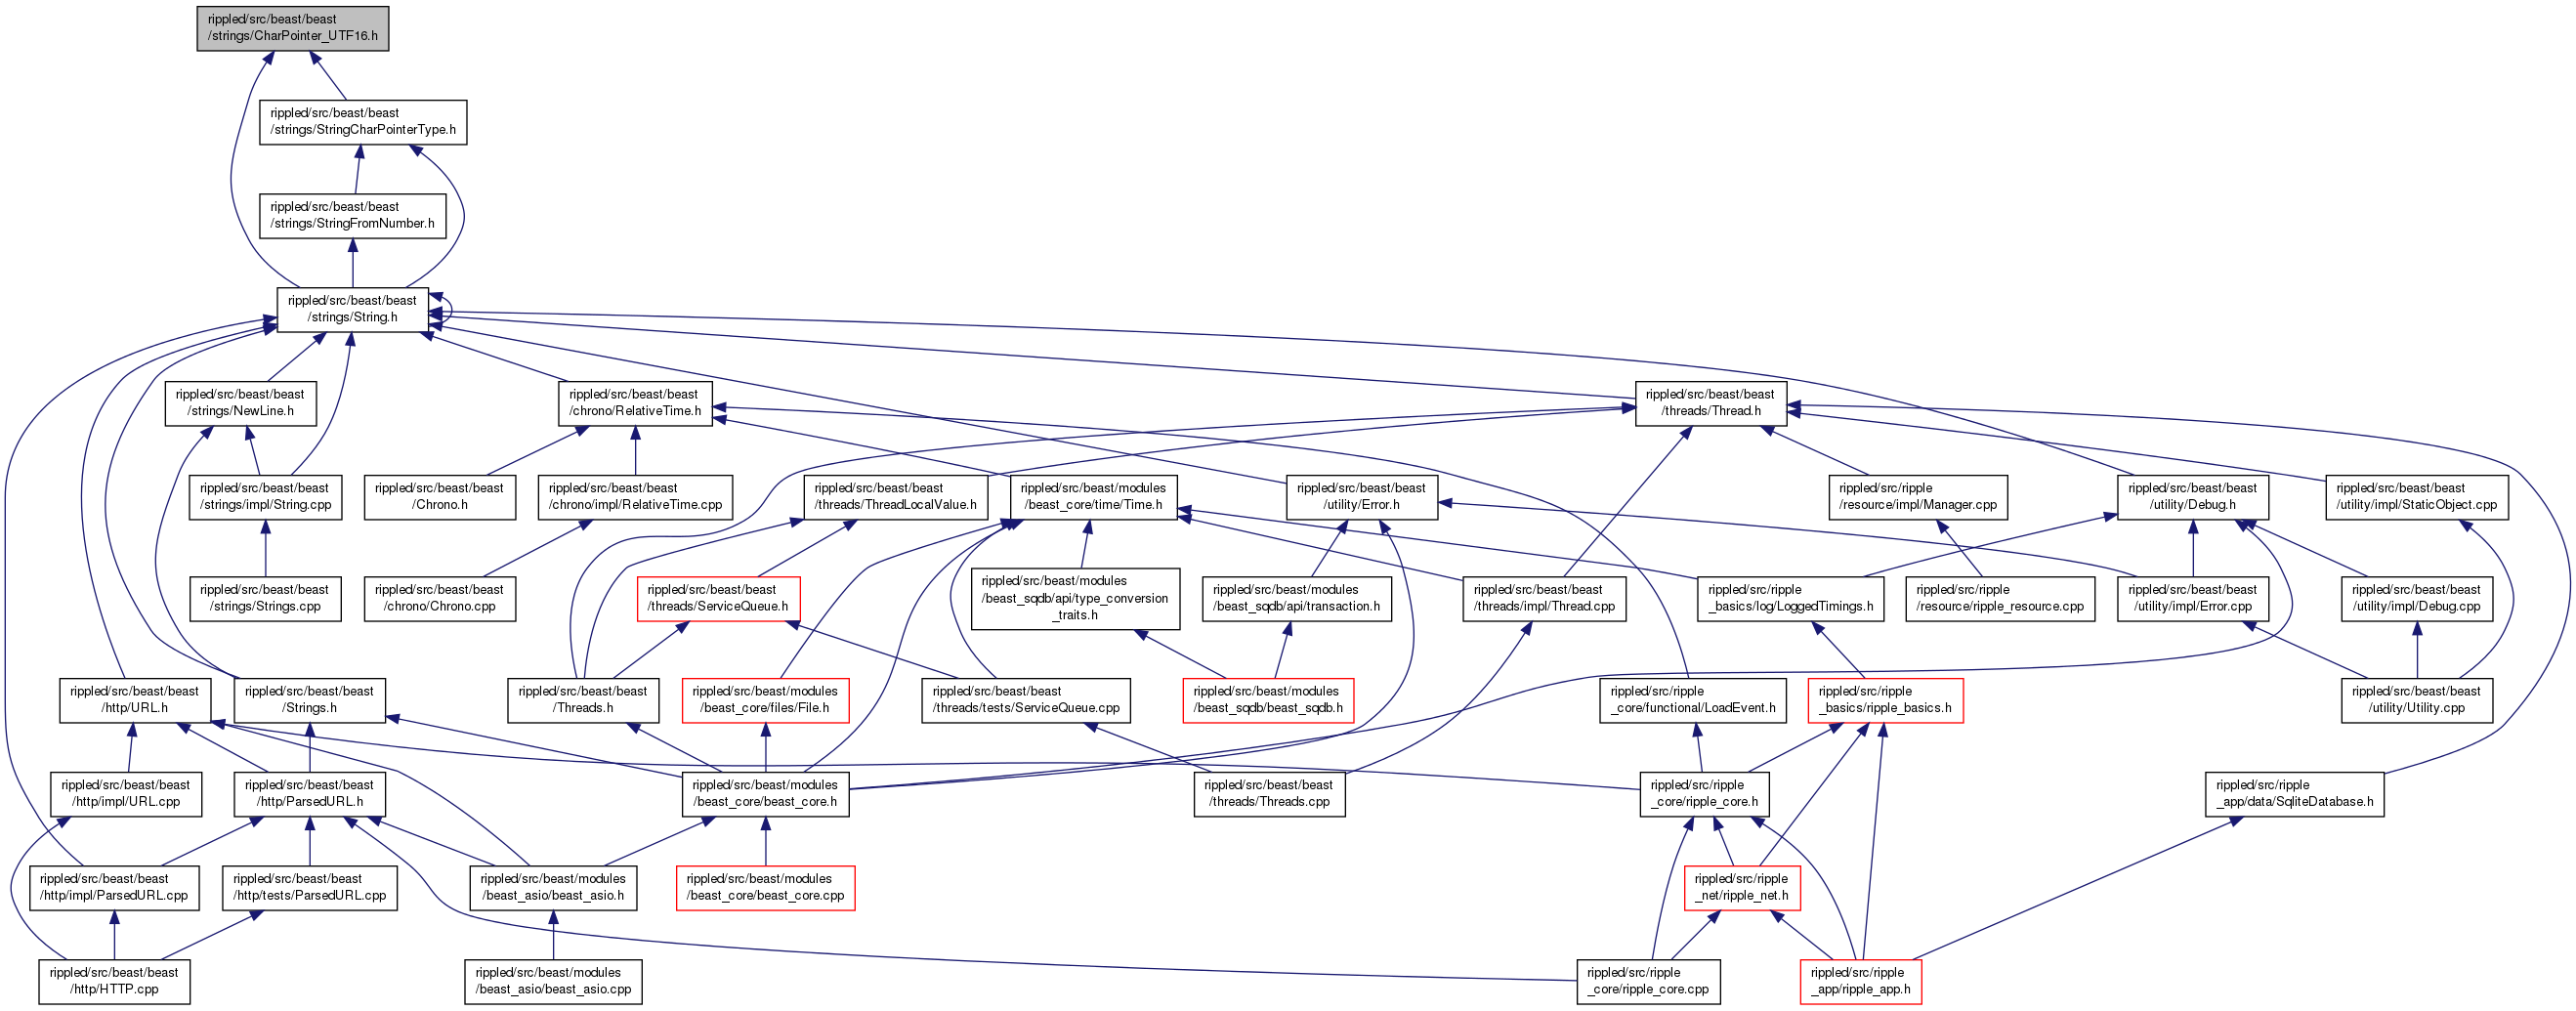 rippled/src/beast/beast
/strings/CharPointer_UTF16.h
rippled/src/beast/beast
/strings/StringCharPointerType.h
rippled/src/beast/beast
/strings/StringFromNumber.h
rippled/src/beast/beast
/strings/String.h
rippled/src/beast/beast
/strings/NewLine.h
rippled/src/beast/beast
/chrono/RelativeTime.h
rippled/src/beast/beast
/threads/Thread.h
rippled/src/beast/beast
/strings/impl/String.cpp
rippled/src/beast/beast
/Chrono.h
rippled/src/beast/beast
/chrono/impl/RelativeTime.cpp
rippled/src/beast/beast
/threads/ThreadLocalValue.h
rippled/src/beast/modules
/beast_core/time/Time.h
rippled/src/beast/beast
/utility/Error.h
rippled/src/ripple
/resource/impl/Manager.cpp
rippled/src/beast/beast
/utility/Debug.h
rippled/src/beast/beast
/utility/impl/StaticObject.cpp
rippled/src/beast/beast
/strings/Strings.cpp
rippled/src/beast/beast
/chrono/Chrono.cpp
rippled/src/beast/beast
/threads/ServiceQueue.h
rippled/src/beast/modules
/beast_sqdb/api/type_conversion
_traits.h
rippled/src/beast/modules
/beast_sqdb/api/transaction.h
rippled/src/beast/beast
/threads/impl/Thread.cpp
rippled/src/ripple
_basics/log/LoggedTimings.h
rippled/src/ripple
/resource/ripple_resource.cpp
rippled/src/beast/beast
/utility/impl/Error.cpp
rippled/src/beast/beast
/utility/impl/Debug.cpp
rippled/src/beast/beast
/http/URL.h
rippled/src/beast/beast
/Strings.h
rippled/src/beast/beast
/Threads.h
rippled/src/beast/modules
/beast_core/files/File.h
rippled/src/beast/beast
/threads/tests/ServiceQueue.cpp
rippled/src/beast/modules
/beast_sqdb/beast_sqdb.h
rippled/src/ripple
_core/functional/LoadEvent.h
rippled/src/ripple
_basics/ripple_basics.h
rippled/src/beast/beast
/utility/Utility.cpp
rippled/src/beast/beast
/http/impl/URL.cpp
rippled/src/beast/beast
/http/ParsedURL.h
rippled/src/beast/modules
/beast_core/beast_core.h
rippled/src/beast/beast
/threads/Threads.cpp
rippled/src/ripple
_core/ripple_core.h
rippled/src/ripple
_app/data/SqliteDatabase.h
rippled/src/beast/beast
/http/impl/ParsedURL.cpp
rippled/src/beast/beast
/http/tests/ParsedURL.cpp
rippled/src/beast/modules
/beast_asio/beast_asio.h
rippled/src/beast/modules
/beast_core/beast_core.cpp
rippled/src/ripple
_net/ripple_net.h
rippled/src/beast/beast
/http/HTTP.cpp
rippled/src/beast/modules
/beast_asio/beast_asio.cpp
rippled/src/ripple
_core/ripple_core.cpp
rippled/src/ripple
_app/ripple_app.h